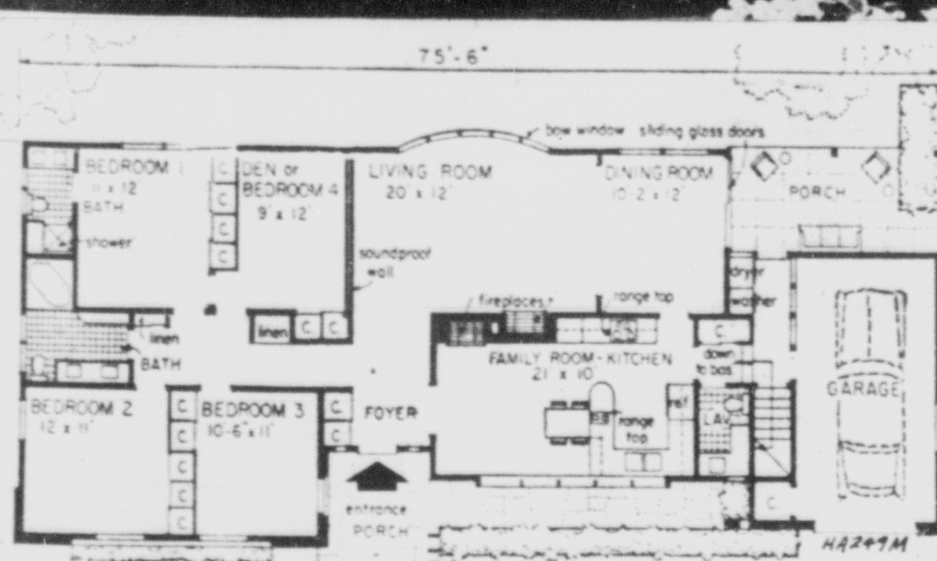 75'-6"
bow window
sliding glass doors
BEDROOM 1
11' x 12'
BATH
shower
C
C
C
C
DEN or
BEDROOM 4
9' x 12'
LIVING ROOM
20' x 12'
DINING ROOM
10-2' x 12'
PORCH
soundproof
wall
fireplaces
range top
dryer
washer
linen
BATH
linen
C
C
C
down
to bas.
FAMILY ROOM-KITCHEN
21' x 10'
GARAGE
BEDROOM 2
12' x 11'
C
C
C
C
C
BEDROOM 3
10'-6" x 11'
C
C
FOYER
range
top
ref
LAV
C
entrance
PORCH
HA249M